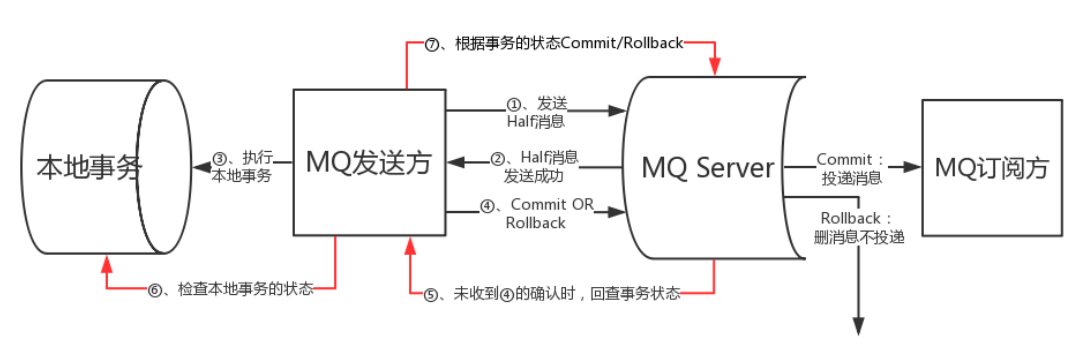 ⑦、根据事务的状态Commit/Rollback
①、发送
Half消息
本地事务
③、执行
本地事务
MQ发送方
②、Half消息
发送成功
MQ Server
Commit：
投递消息
MQ订阅方
④、Commit OR
Rollback
Rollback：
删消息不投递
⑥、检查本地事务的状态
⑤、未收到④的确认时，回查事务状态